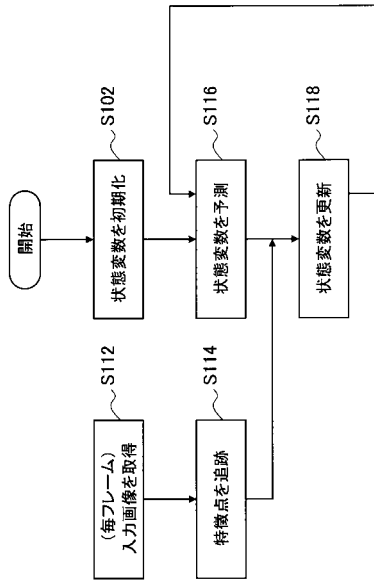 開始
状態変数を初期化
S102
(毎フレーム)
入力画像を取得
S112
特徴点を追跡
S114
状態変数を予測
S116
状態変数を更新
S118